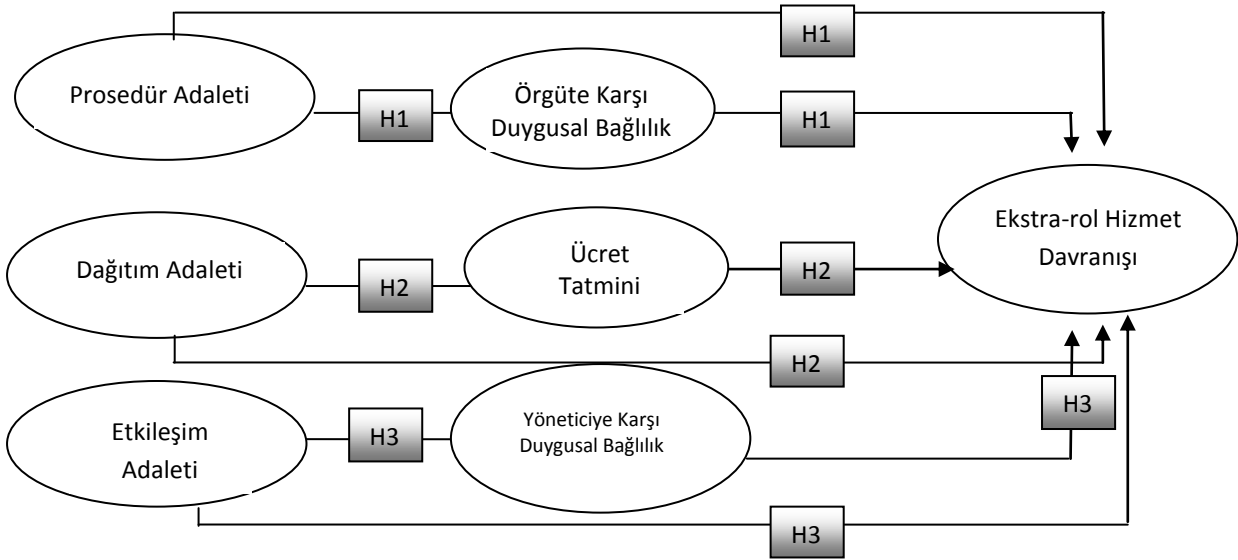 H1
Prosedür Adaleti
H1
Örgüte Karşı
Duygusal Bağlılık
H1
Ekstra-rol Hizmet
Davranışı
Dağıtım Adaleti
H2
Ücret
Tatmini
H2
H2
Etkileşim
Adaleti
H3
Yöneticiye Karşı
Duygusal Bağlılık
H3
H3